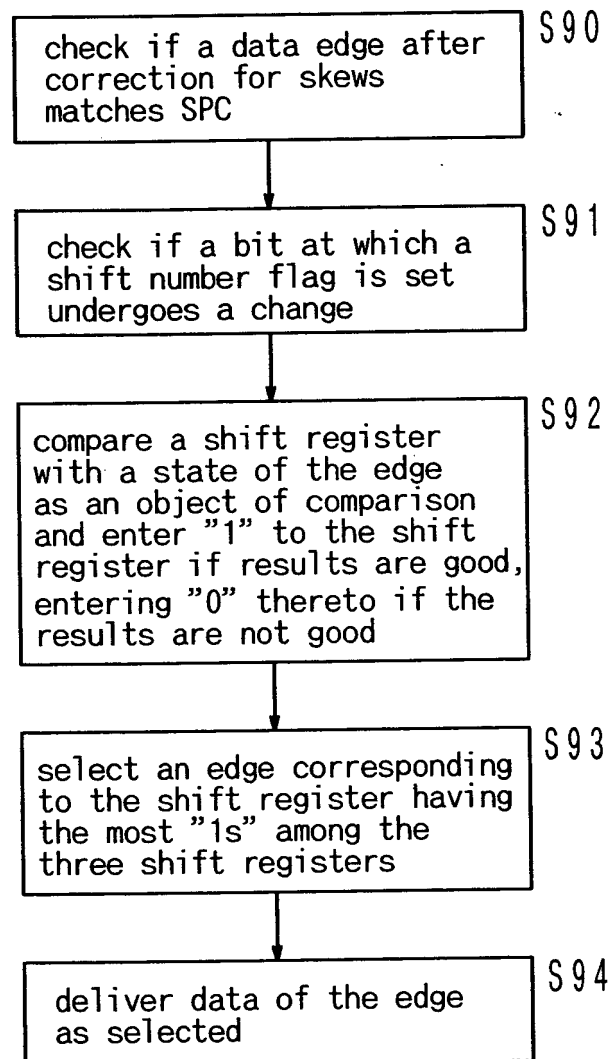 S90
check if a data edge after
correction for skews
matches SPC
S91
check if a bit at which a
shift number flag is set
undergoes a change
S92
compare a shift register
with a state of the edge
as an object of comparison
and enter ”1” to the shift
register if results are good,
entering ”0” thereto if the
results are not good
S93
select an edge corresponding
to the shift register having
the most ”1s” among the
three shift registers
S94
deliver data of the edge
as selected